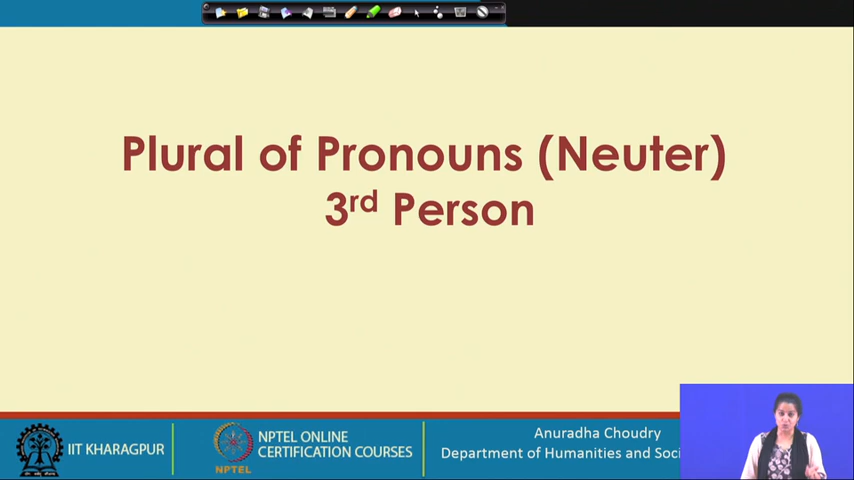 Plural of Pronouns (Neuter)
3rd Person
IIT KHARAGPUR
NPTEL
NPTEL ONLINE
CERTIFICATION COURSES
Anuradha Choudry
Department of Humanities and Soci